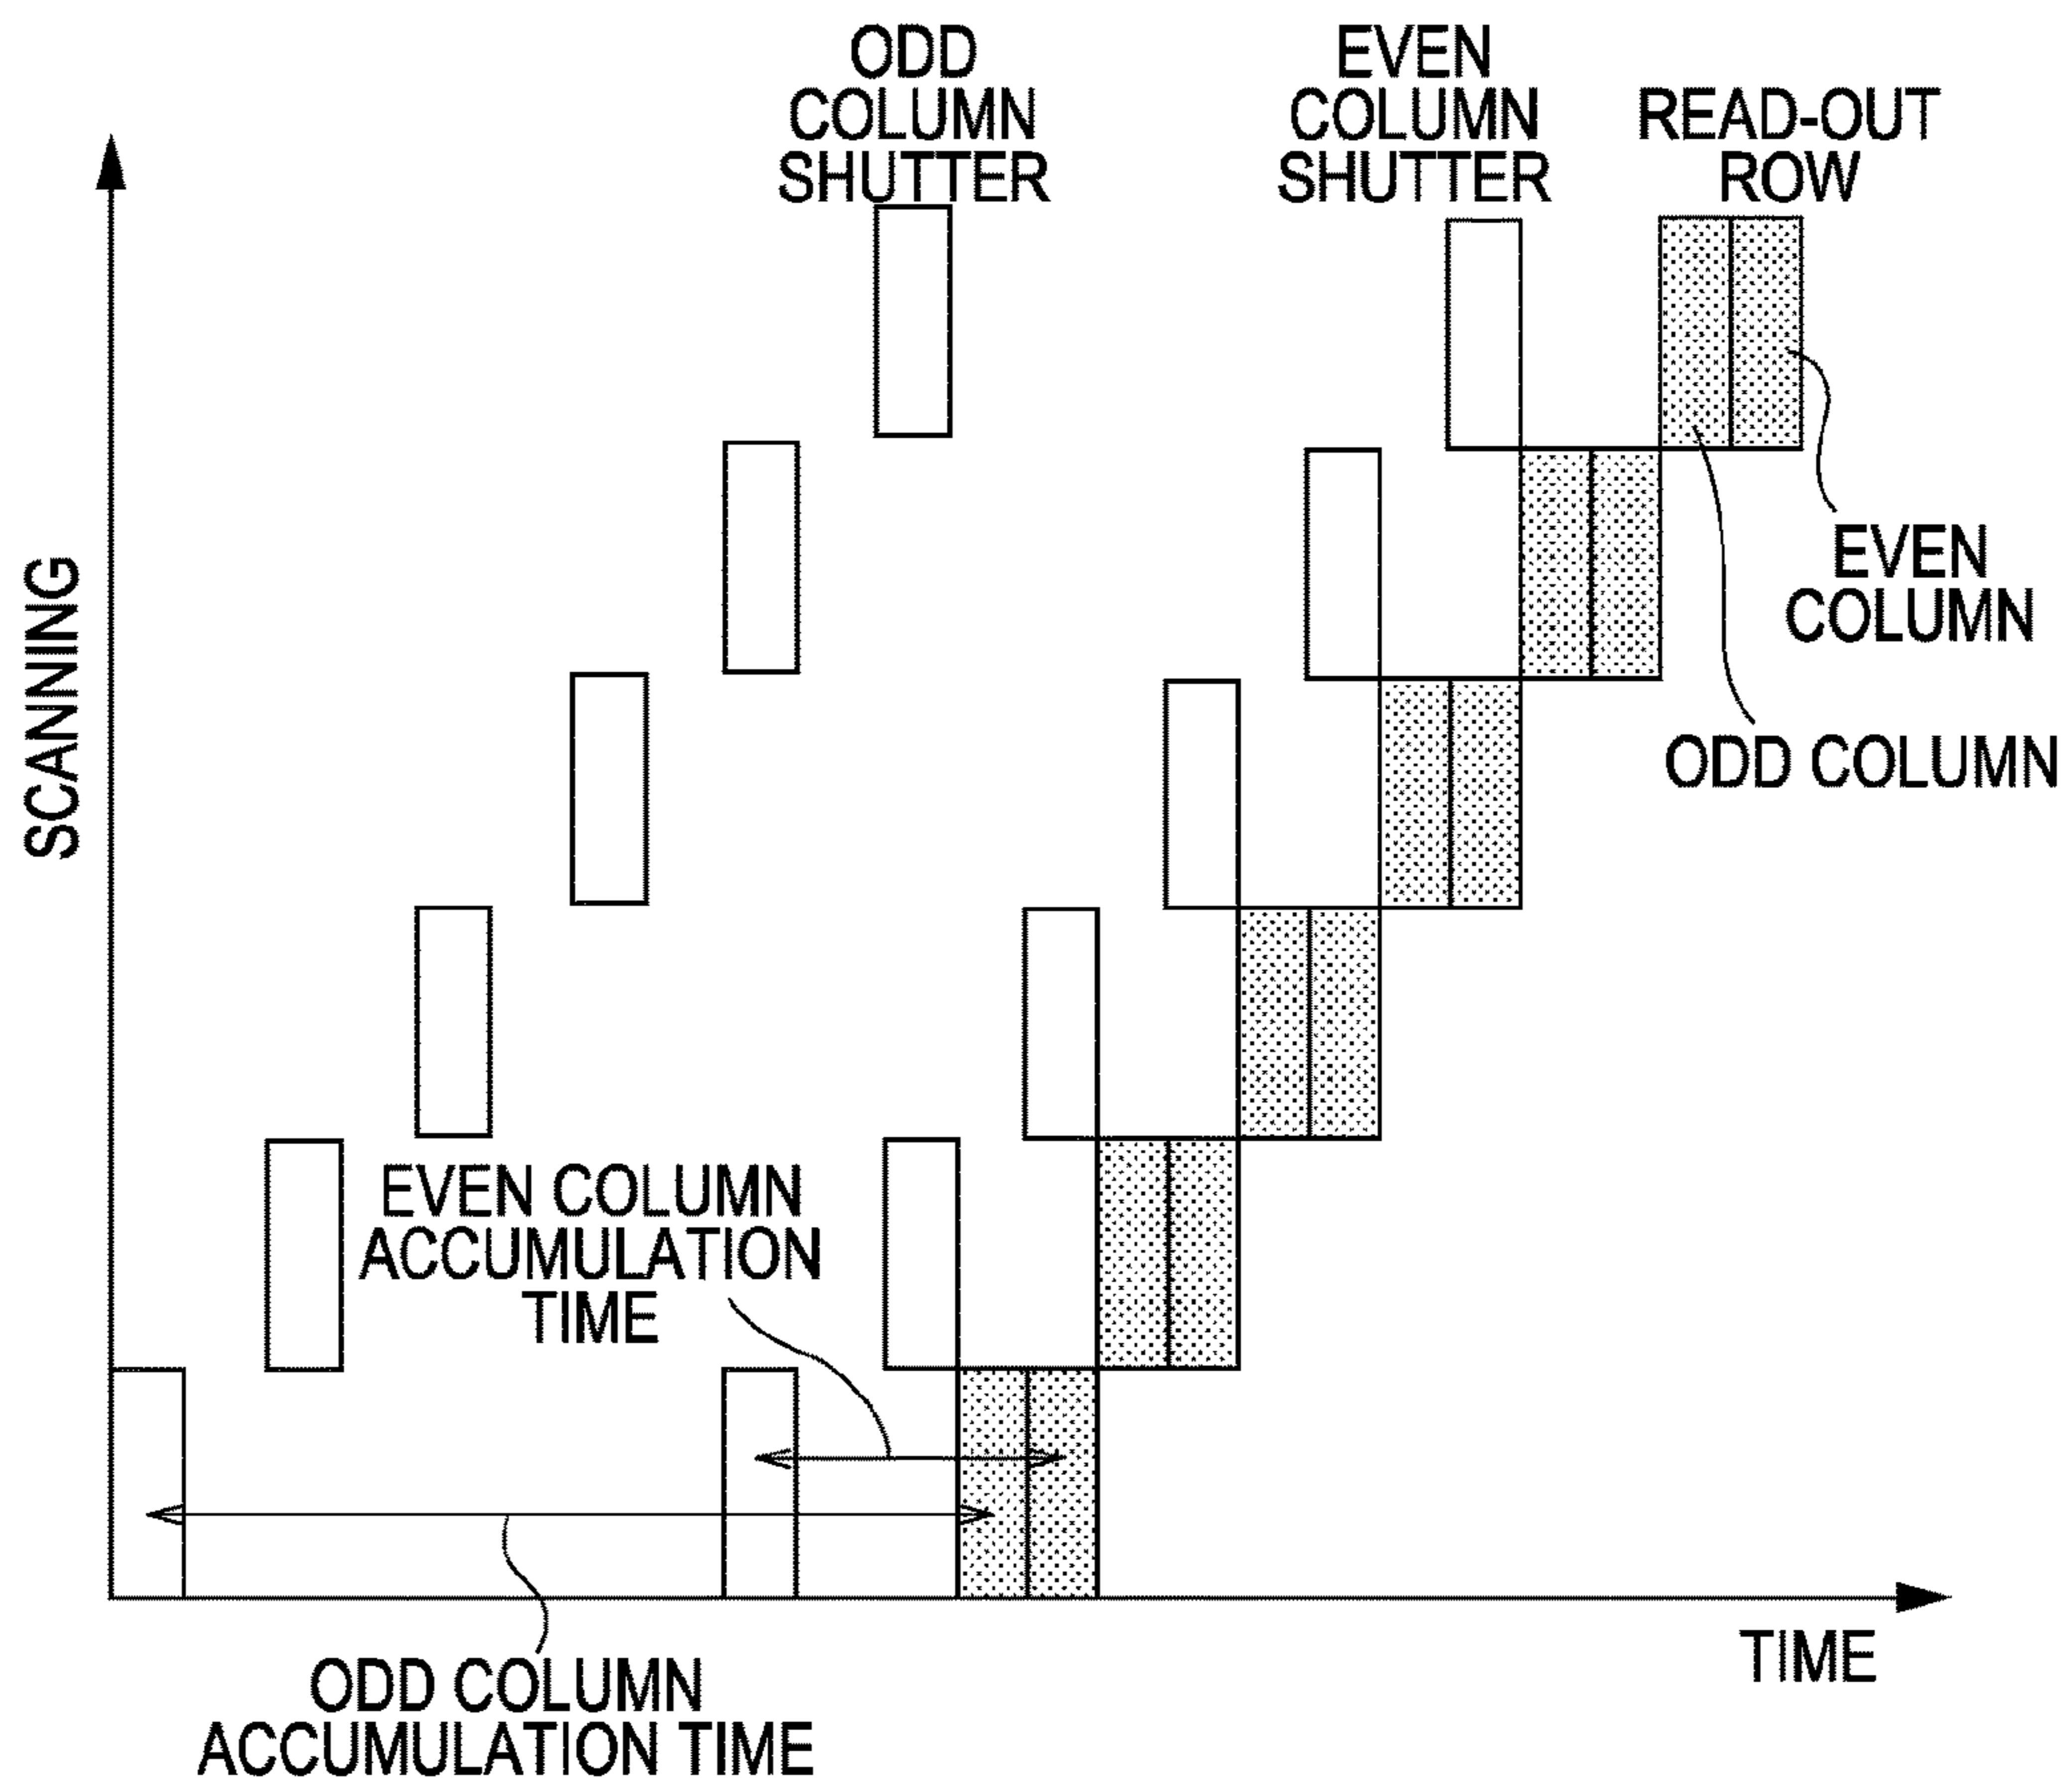 ODD
COLUMN
SHUTTER
EVEN
COLUMN
SHUTTER
READ-OUT
ROW
SCANNING
EVEN
COLUMN
ODD COLUMN
EVEN COLUMN
ACCUMULATION
TIME
TIME
ODD COLUMN
ACCUMULATION TIME